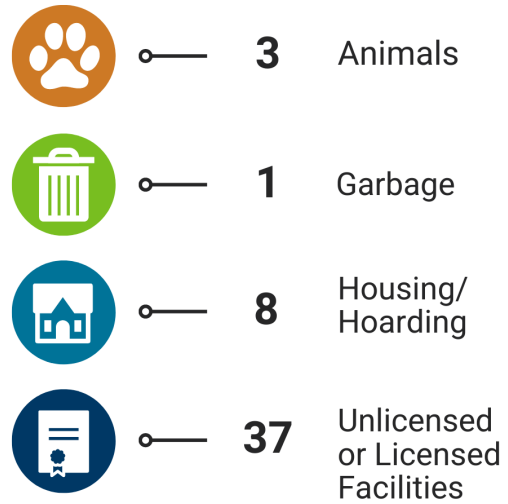 3 Animals
1 Garbage
8 Housing/
Hoarding
37 Unlicensed
or Licensed
Facilities